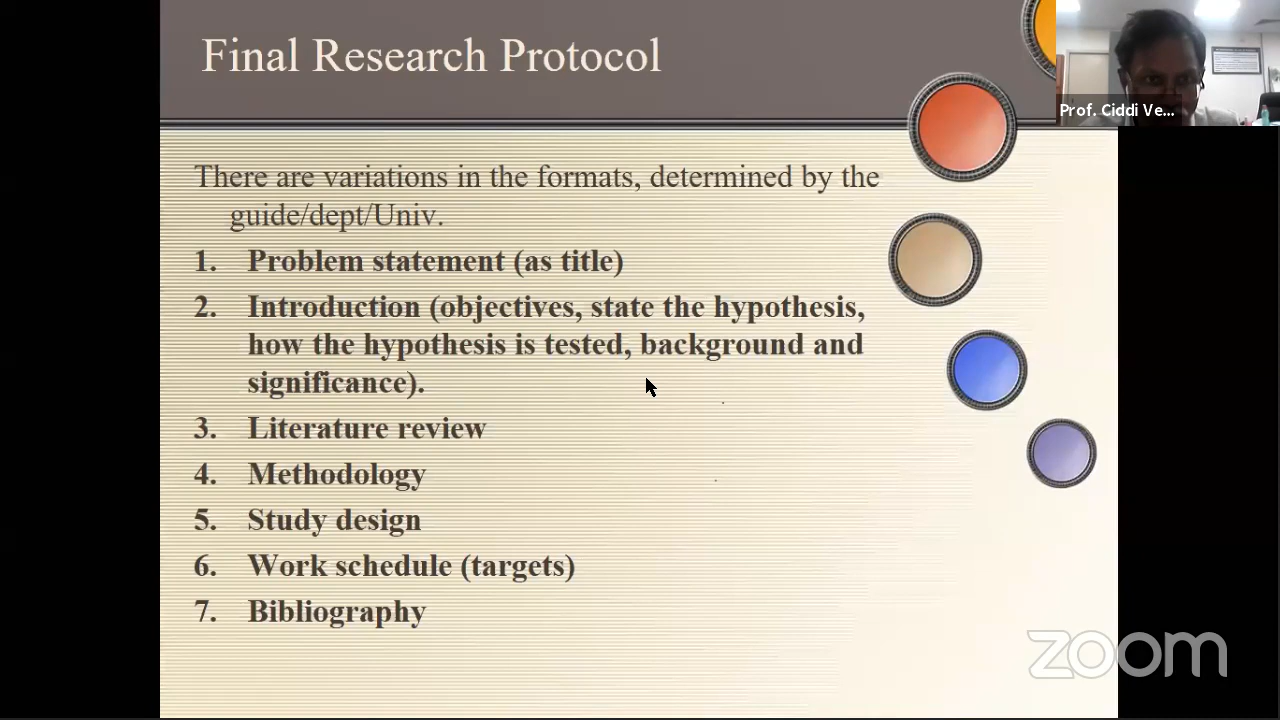 Final Research Protocol
Prof. Ciddi Ve...
There are variations in the formats, determined by the
guide/dept/Univ.
1. Problem statement (as title)
2. Introduction (objectives, state the hypothesis,
how the hypothesis is tested, background and
significance).
3. Literature review
4. Methodology
5. Study design
6. Work schedule (targets)
7. Bibliography
zoom